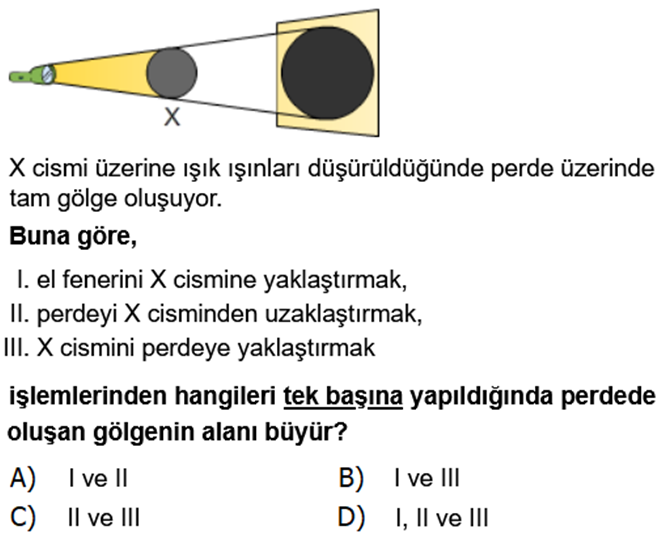 X
X cismi üzerine ışık ışınları düşürüldüğünde perde üzerinde
tam gölge oluşuyor.
Buna göre,
I. el fenerini X cismine yaklaştırmak,
II. perdeyi X cisminden uzaklaştırmak,
III. X cismini perdeye yaklaştırmak
işlemlerinden hangileri tek başına yapıldığında perdede
oluşan gölgenin alanı büyür?
A) I ve II B) I ve III
C) II ve III D) I, II ve III